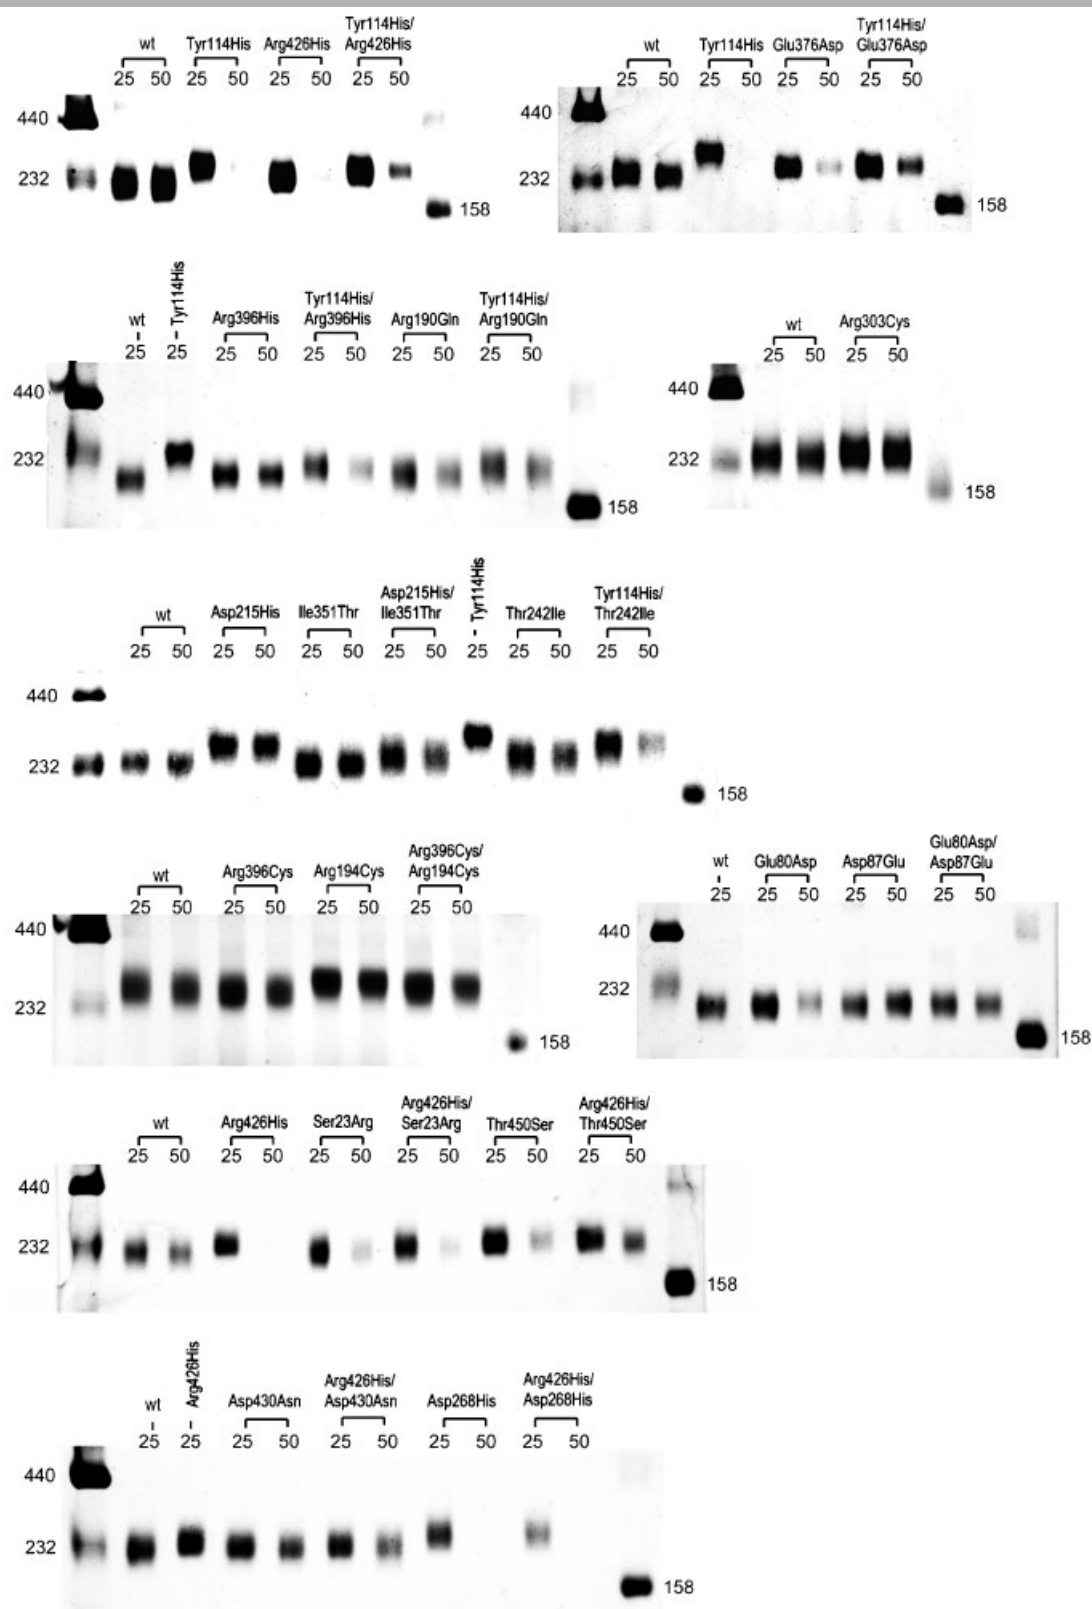 Tyr114His/
wt Tyr114His Arg426His Arg426His
25 50 25 50 25 50 25 50
440
232
158
Tyr114His/
wt Tyr114His Glu376Asp Glu376Asp
25 50 25 50 25 50 25 50
440
232
158
Tyr114His
Tyr114His/ Tyr114His/
wt Arg396His Arg396His Arg190Gln Arg190Gln
25 25 25 50 25 50 25 50 25 50
440
232
158
wt Arg303Cys
25 50 25 50
440
232
158
Tyr114His
Asp215His/ Tyr114His/
wt Asp215His Ile351Thr Ile351Thr Thr242Ile Thr242Ile
25 50 25 50 25 50 25 50 25 25 50 25 50
440
232
158
Arg396Cys/
wt Arg396Cys Arg194Cys Arg194Cys
25 50 25 50 25 50 25 50
440
232
158
Glu80Asp/
wt Glu80Asp Asp87Glu Asp87Glu
25 25 50 25 50 25 50
440
232
158
Arg426His/ Arg426His/
wt Arg426His Ser23Arg Ser23Arg Thr450Ser Thr450Ser
25 50 25 50 25 50 25 50 25 50 25 50
440
232
158
Arg426His
Arg426His/ Arg426His/
wt Asp430Asn Asp430Asn Asp268His Asp268His
25 25 25 50 25 50 25 50 25 50
440
232
158